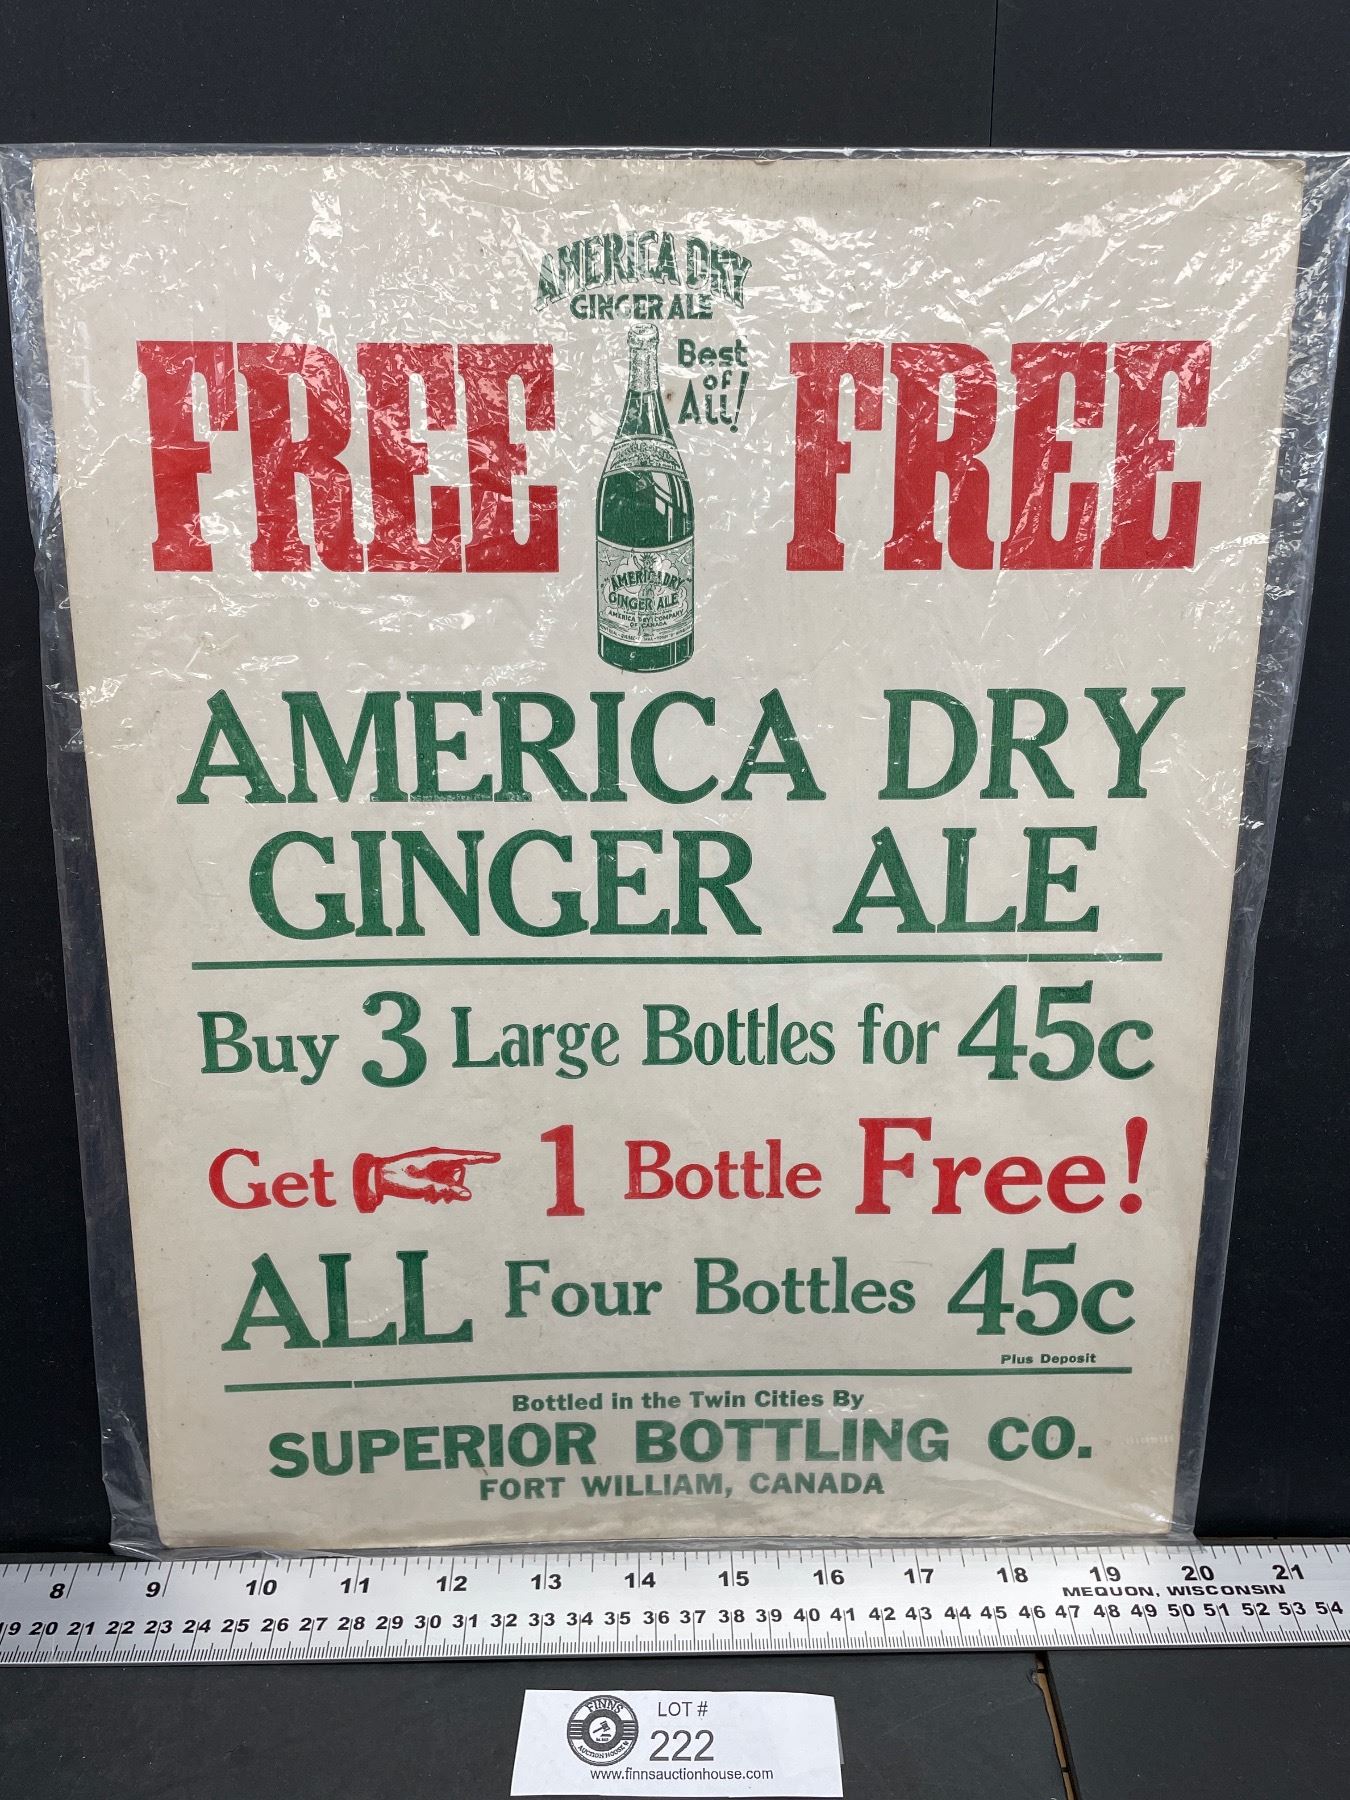 AMERICA DRY
GINGER ALE
FREE FREE
Best
of
All!
"AMERICA DRY"
GINGER ALE
AMERICA DRY COMPANY
OF CANADA
AMERICA DRY
GINGER ALE
Buy 3 Large Bottles for 45c
Get 1 Bottle Free!
ALL Four Bottles 45c
Plus Deposit
Bottled in the Twin Cities By
SUPERIOR BOTTLING CO.
FORT WILLIAM, CANADA
8 9 10 11 12 13 14 15 16 17 18 19 20 21
MEQUON, WISCONSIN
19 20 21 22 23 24 25 26 27 28 29 30 31 32 33 34 35 36 37 38 39 40 41 42 43 44 45 46 47 48 49 50 51 52 53 54
FINNS
AUCTION HOUSE
LOT #
222
www.finnsauctionhouse.com